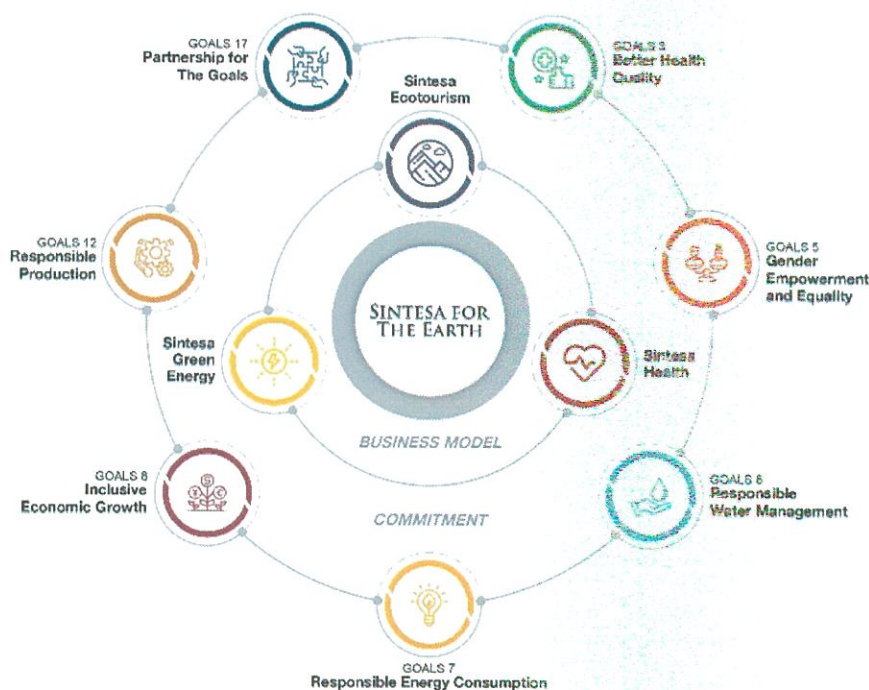 GOALS 17
Partnership for
The Goals
GOALS 3
Better Health
Quality
Sintesa
Ecotourism
GOALS 12
Responsible
Production
GOALS 5
Gender
Empowerment
and Equality
SINTESA FOR
THE EARTH
Sintesa
Green
Energy
Sintesa
Health
BUSINESS MODEL
GOALS 8
Inclusive
Economic Growth
GOALS 6
Responsible
Water Management
COMMITMENT
GOALS 7
Responsible Energy Consumption